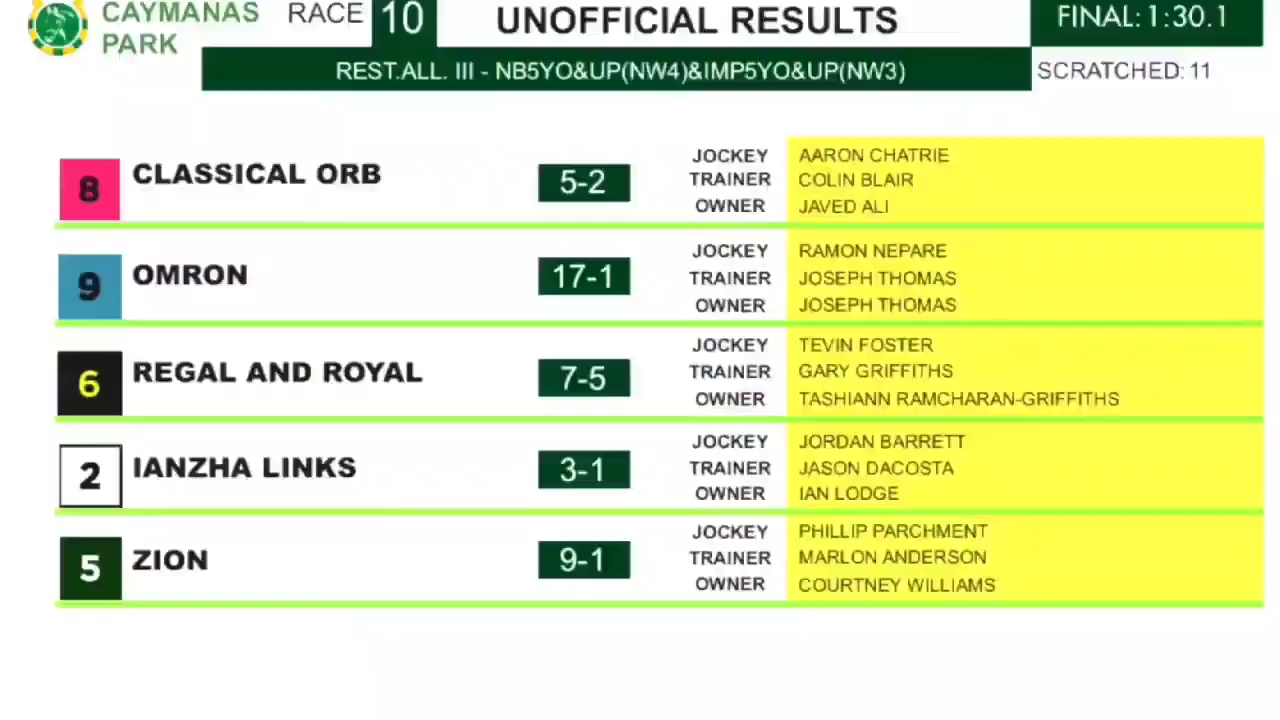 CAYMANAS PARK
RACE 10
UNOFFICIAL RESULTS
FINAL: 1:30.1
REST.ALL. III - NB5YO&UP(NW4)&IMP5YO&UP(NW3)
SCRATCHED: 11
8 CLASSICAL ORB 5-2
JOCKEY AARON CHATRIE
TRAINER COLIN BLAIR
OWNER JAVED ALI
9 OMRON 17-1
JOCKEY RAMON NEPARE
TRAINER JOSEPH THOMAS
OWNER JOSEPH THOMAS
6 REGAL AND ROYAL 7-5
JOCKEY TEVIN FOSTER
TRAINER GARY GRIFFITHS
OWNER TASHIANN RAMCHARAN-GRIFFITHS
2 IANZHA LINKS 3-1
JOCKEY JORDAN BARRETT
TRAINER JASON DACOSTA
OWNER IAN LODGE
5 ZION 9-1
JOCKEY PHILLIP PARCHMENT
TRAINER MARLON ANDERSON
OWNER COURTNEY WILLIAMS